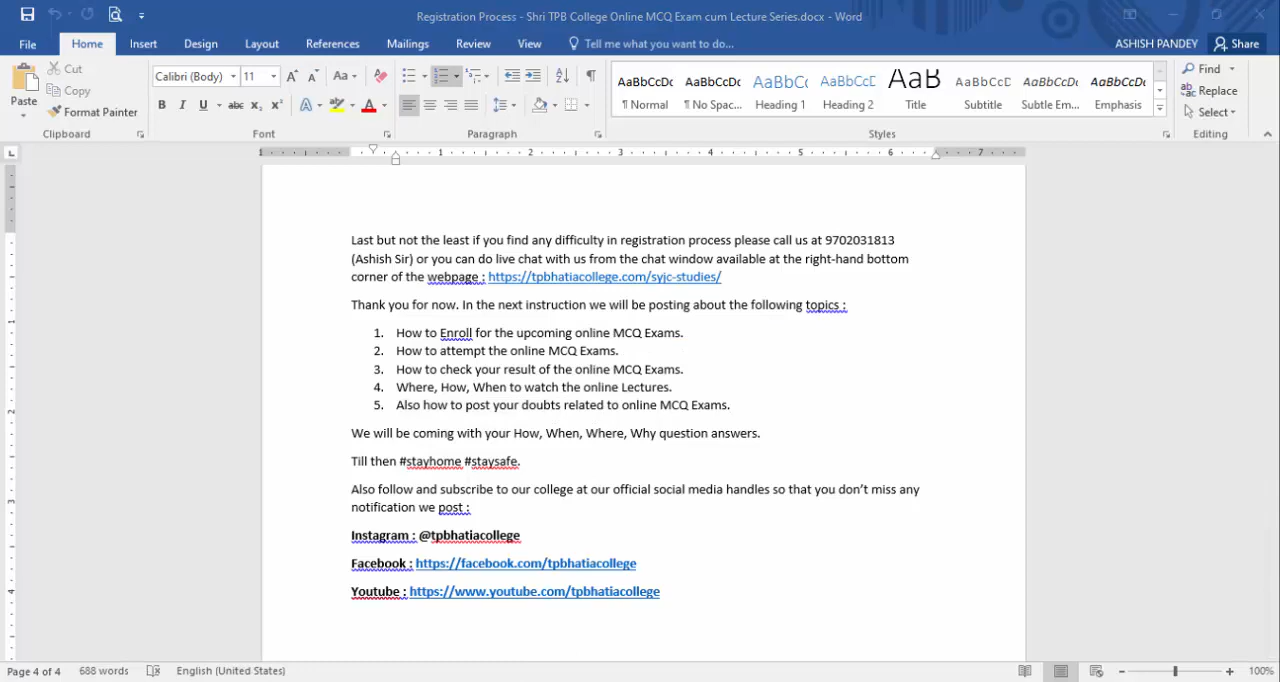 Registration Process - Shri TPB College Online MCQ Exam cum Lecture Series.docx - Word
File Home Insert Design Layout References Mailings Review View Tell me what you want to do... ASHISH PANDEY Share
Paste Cut Copy Format Painter
Calibri (Body) 11
AaBbCcDc AaBbCcDc AaBbCc AaBbCcD AaB AaBbCcD AaBbCcDc AaBbCcDc
¶ Normal ¶ No Spac... Heading 1 Heading 2 Title Subtitle Subtle Em... Emphasis
Find Replace Select
Clipboard Font Paragraph Styles Editing
1 1 2 3 4 5 6 7
Last but not the least if you find any difficulty in registration process please call us at 9702031813
(Ashish Sir) or you can do live chat with us from the chat window available at the right-hand bottom
corner of the webpage : https://tpbhatiacollege.com/syjc-studies/
Thank you for now. In the next instruction we will be posting about the following topics :
1. How to Enroll for the upcoming online MCQ Exams.
2. How to attempt the online MCQ Exams.
3. How to check your result of the online MCQ Exams.
4. Where, How, When to watch the online Lectures.
5. Also how to post your doubts related to online MCQ Exams.
We will be coming with your How, When, Where, Why question answers.
Till then #stayhome #staysafe.
Also follow and subscribe to our college at our official social media handles so that you don't miss any
notification we post :
Instagram : @tpbhatiacollege
Facebook : https://facebook.com/tpbhatiacollege
Youtube : https://www.youtube.com/tpbhatiacollege
Page 4 of 4 688 words English (United States) 100%